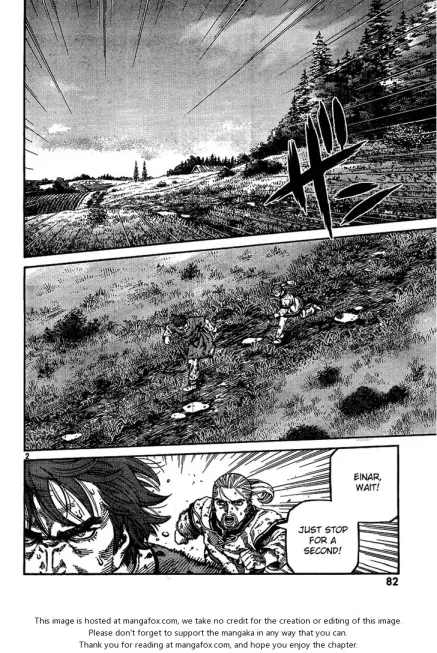 ザッ
2
EINAR,
WAIT!
JUST STOP
FOR A
SECOND!
82
This image is hosted at mangafox.com, we take no credit for the creation or editing of this image.
Please don't forget to support the mangaka in any way that you can.
Thank you for reading at mangafox.com, and hope you enjoy the chapter.